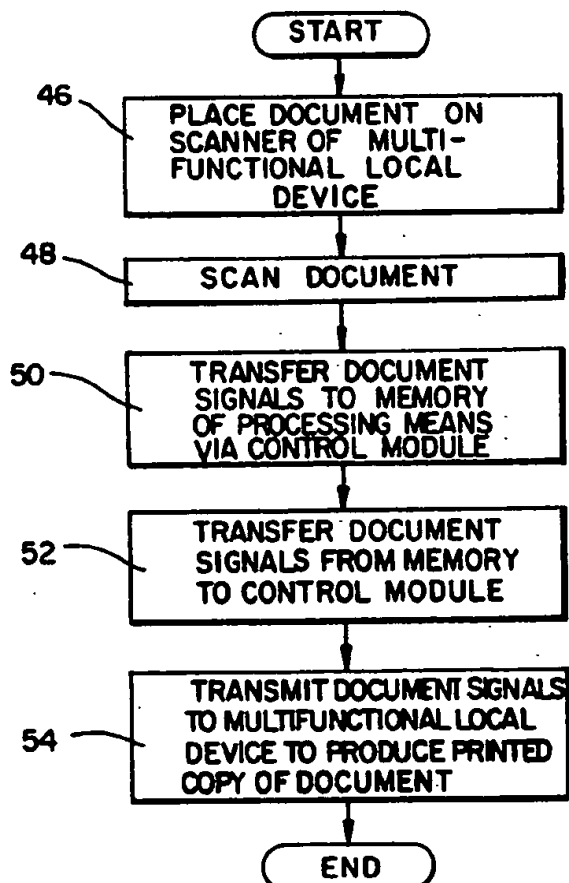 START
46
PLACE DOCUMENT ON
SCANNER OF MULTI-
FUNCTIONAL LOCAL
DEVICE
48
SCAN DOCUMENT
50
TRANSFER DOCUMENT
SIGNALS TO MEMORY
OF PROCESSING MEANS
VIA CONTROL MODULE
52
TRANSFER DOCUMENT
SIGNALS FROM MEMORY
TO CONTROL MODULE
54
TRANSMIT DOCUMENT SIGNALS
TO MULTIFUNCTIONAL LOCAL
DEVICE TO PRODUCE PRINTED
COPY OF DOCUMENT
END